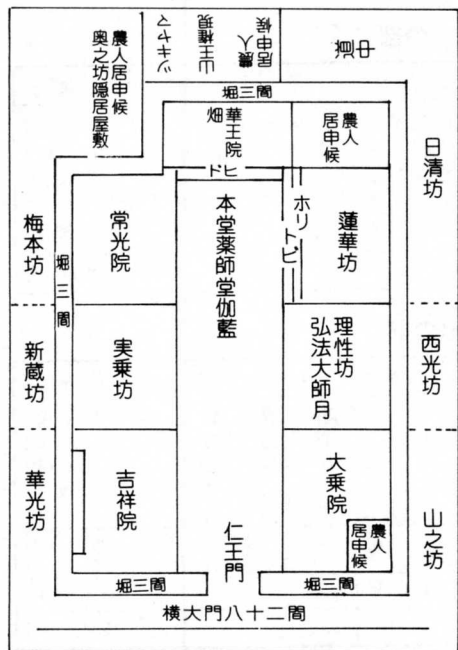 中奥
農人
居申候
山王権現
ツキヤマ
農人居申候
奥之坊隠居屋敷
堀三間
農人
居申候
華王院
畑
ドヒ
日清坊
蓮華坊
ホリ
トヒ
本堂薬師堂伽藍
常光院
梅本坊
堀三間
西光坊
理性坊
弘法大師月
実乗坊
新蔵坊
山之坊
大乗院
農人
居申候
仁王門
吉祥院
華光坊
堀三間
堀三間
横大門八十二間